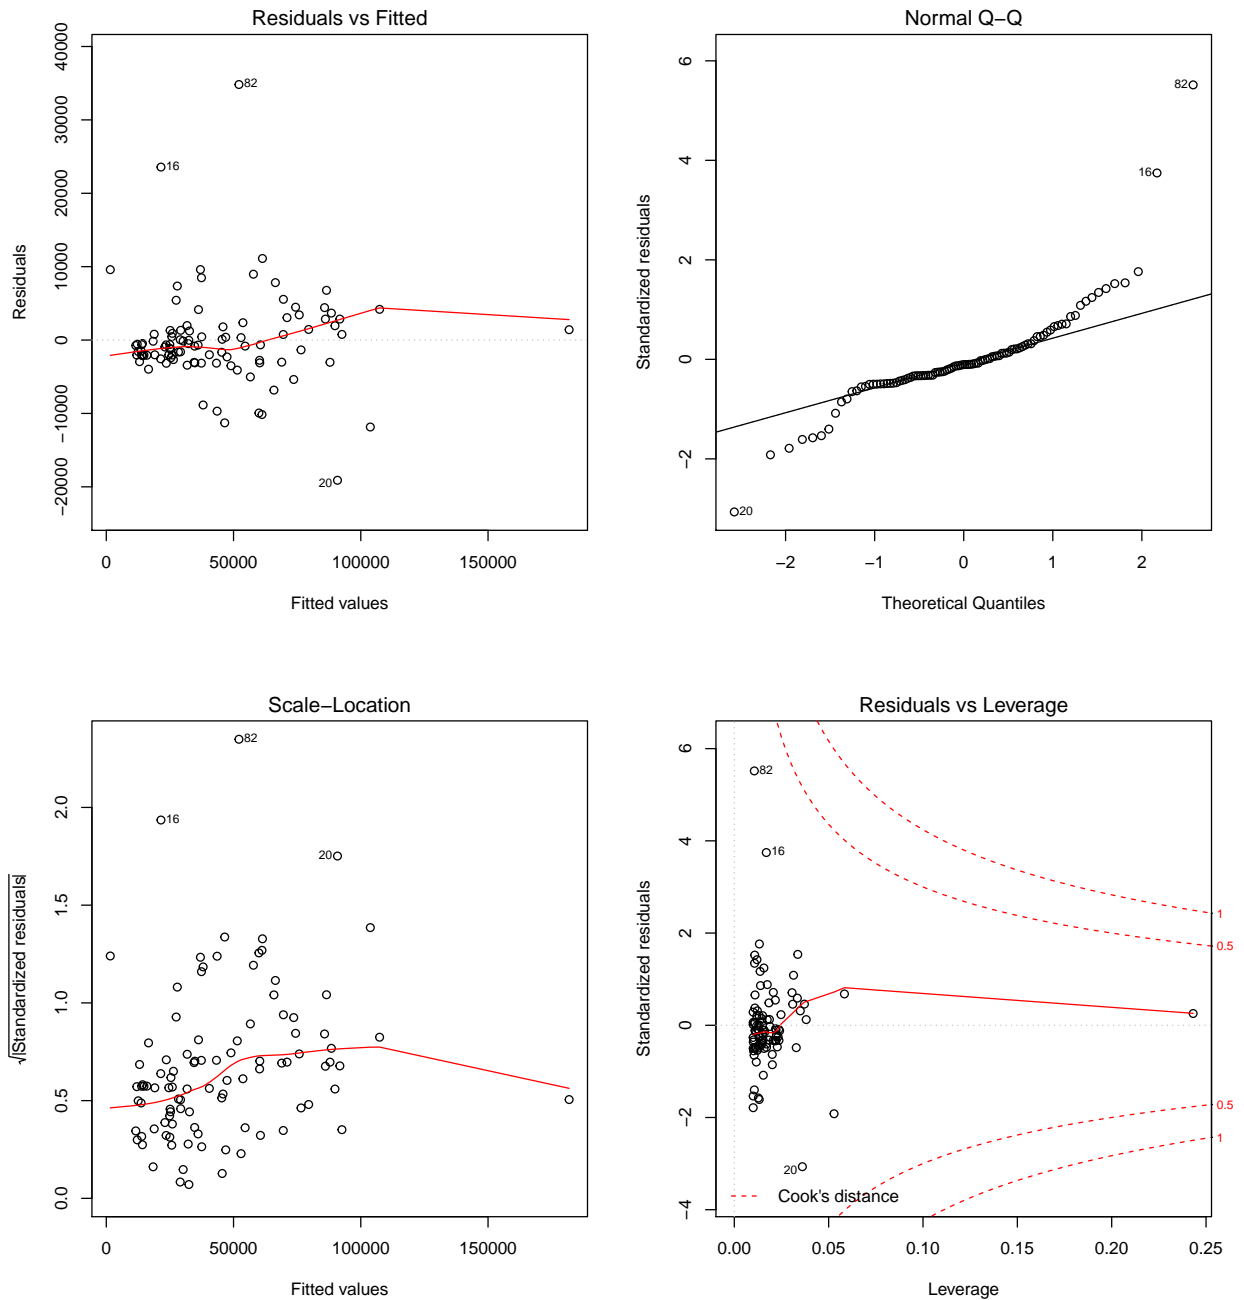 Residuals vs Fitted
Residuals
40000
30000
20000
10000
0
−10000
−20000
82
16
20
0 50000 100000 150000
Fitted values
Normal Q−Q
Standardized residuals
6
4
2
0
−2
82
16
20
−2 −1 0 1 2
Theoretical Quantiles
Scale−Location
√|Standardized residuals|
2.0
1.5
1.0
0.5
0.0
82
16
20
0 50000 100000 150000
Fitted values
Residuals vs Leverage
Standardized residuals
6
4
2
0
−2
−4
82
16
20
1
0.5
0.5
1
Cook's distance
0.00 0.05 0.10 0.15 0.20 0.25
Leverage